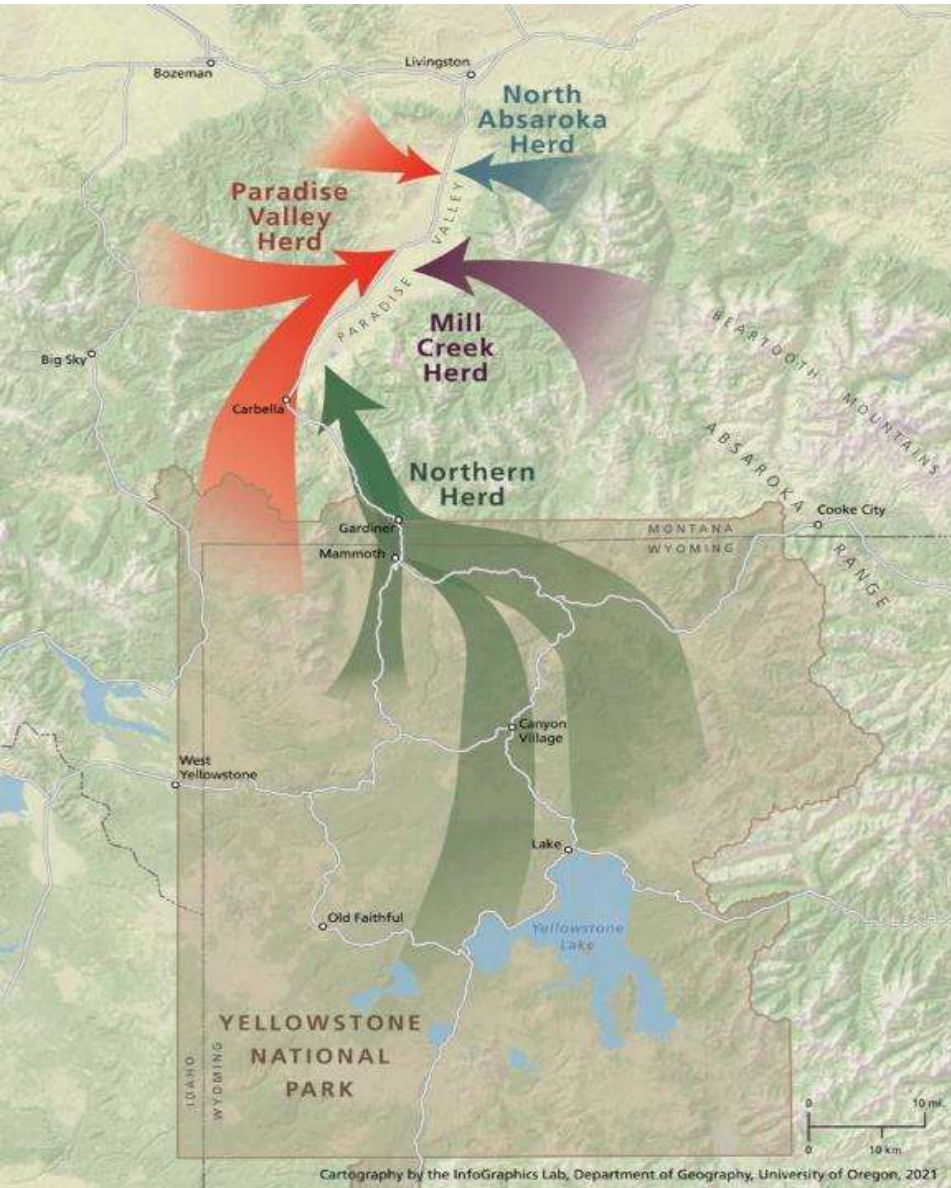 Bozeman
Livingston
North
Absaroka
Herd
Paradise
Valley
Herd
PARADISE VALLEY
Mill
Creek
Herd
Big Sky
BEARTOOTH MOUNTAINS
Carbella
ABSAROKA RANGE
Northern
Herd
Cooke City
Gardiner
MONTANA
WYOMING
Mammoth
Canyon
Village
West
Yellowstone
Lake
Old Faithful
Yellowstone
Lake
YELLOWSTONE
NATIONAL
PARK
IDAHO
WYOMING
0 10 mi.
0 10 km
Cartography by the InfoGraphics Lab, Department of Geography, University of Oregon, 2021